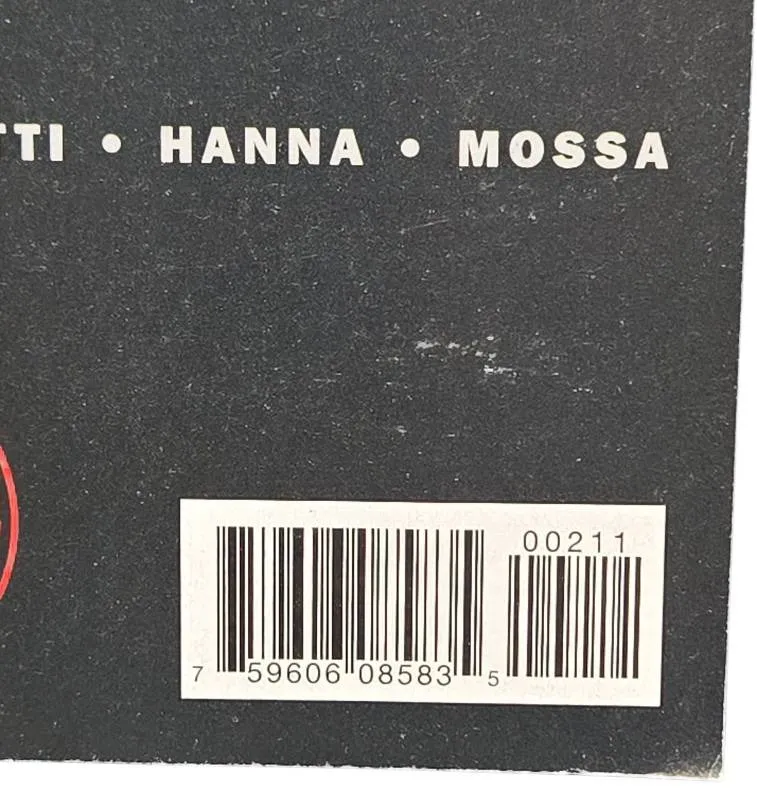 TTI • HANNA • MOSSA
00211
7 59606 08583 5